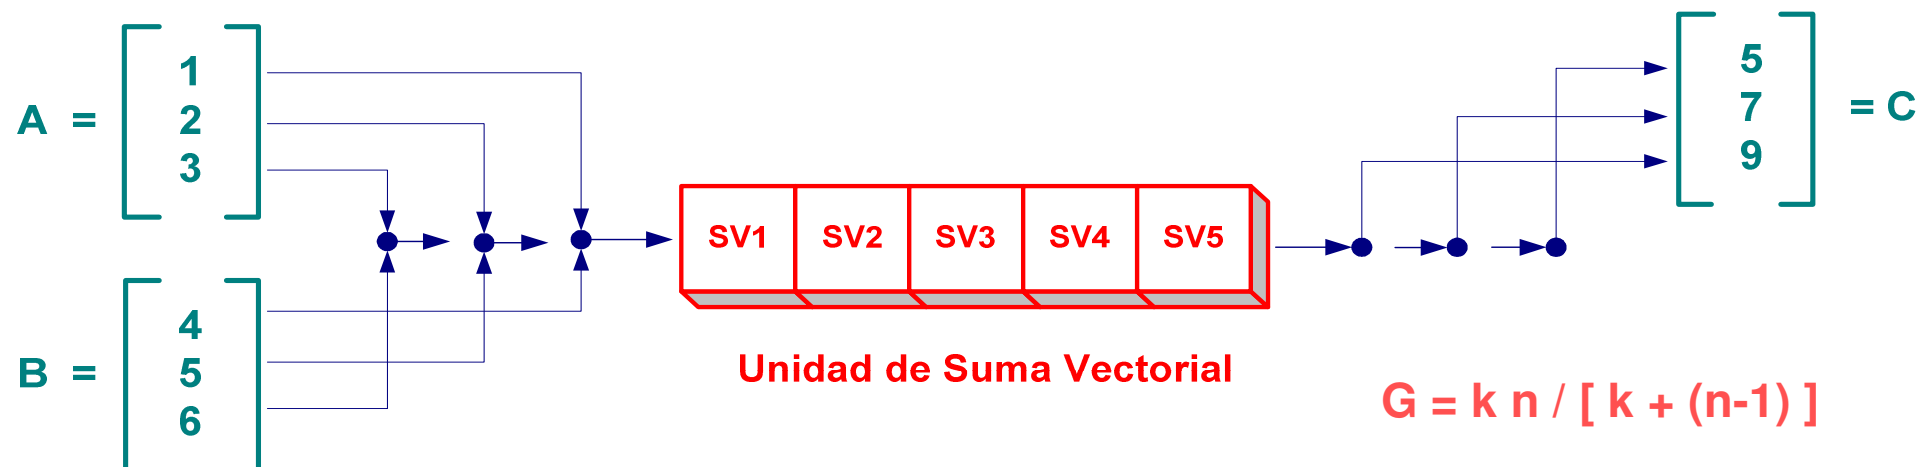 A =
1
2
3
B =
4
5
6
SV1 SV2 SV3 SV4 SV5
Unidad de Suma Vectorial
5
7
9
= C
G = k n / [ k + (n-1) ]